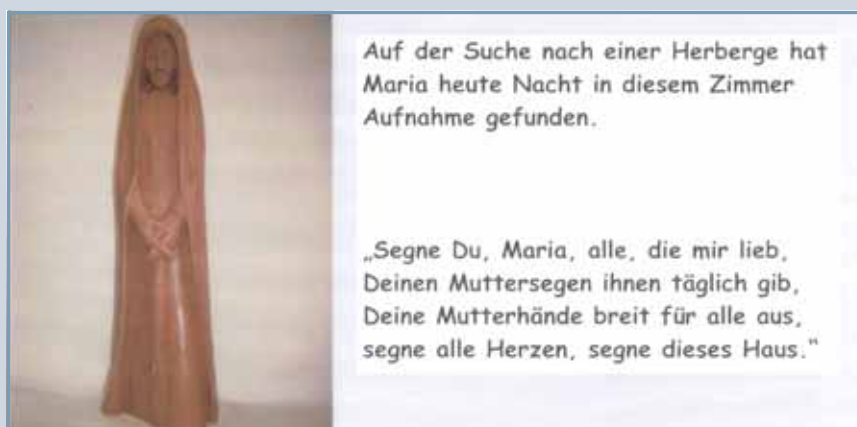 Auf der Suche nach einer Herberge hat
Maria heute Nacht in diesem Zimmer
Aufnahme gefunden.
„Segne Du, Maria, alle, die mir lieb,
Deinen Muttersegen ihnen täglich gib,
Deine Mutterhände breit für alle aus,
segne alle Herzen, segne dieses Haus.“